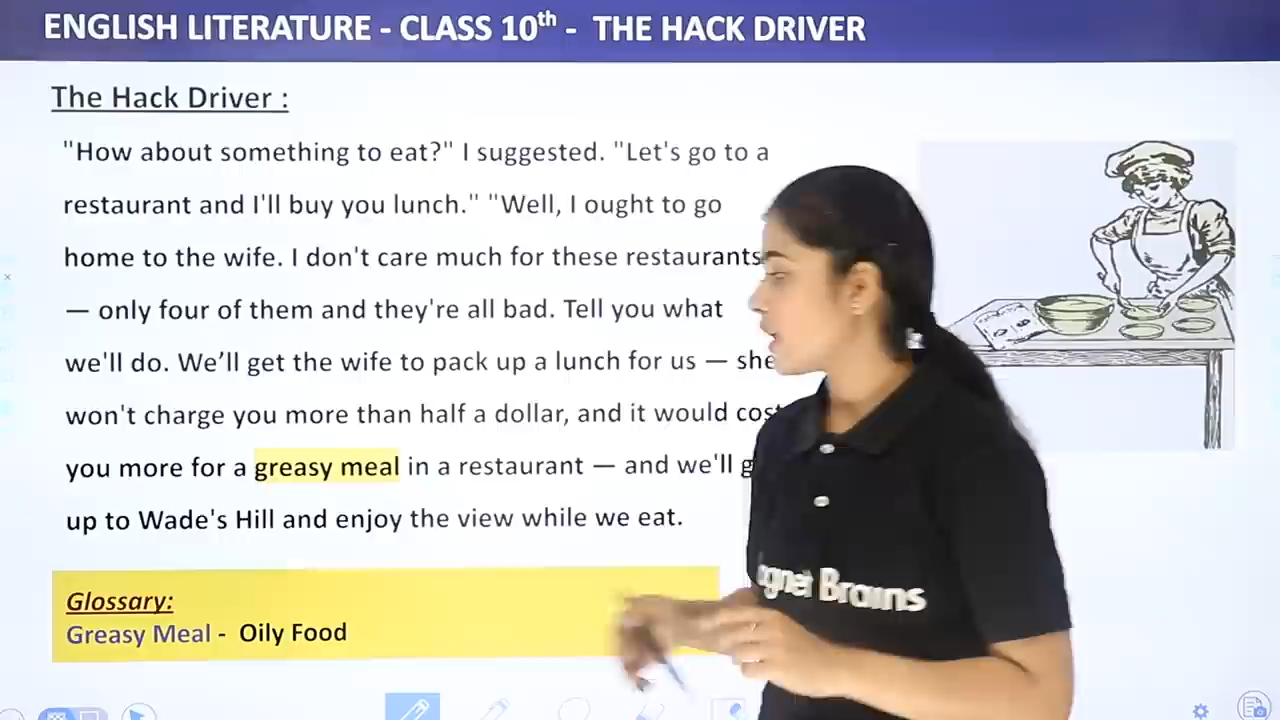 ENGLISH LITERATURE - CLASS 10th - THE HACK DRIVER
The Hack Driver :
"How about something to eat?" I suggested. "Let's go to a
restaurant and I'll buy you lunch." "Well, I ought to go
home to the wife. I don't care much for these restaurants
— only four of them and they're all bad. Tell you what
we'll do. We’ll get the wife to pack up a lunch for us — she
won't charge you more than half a dollar, and it would cost
you more for a greasy meal in a restaurant — and we'll
up to Wade's Hill and enjoy the view while we eat.
Glossary:
Greasy Meal - Oily Food
Brains